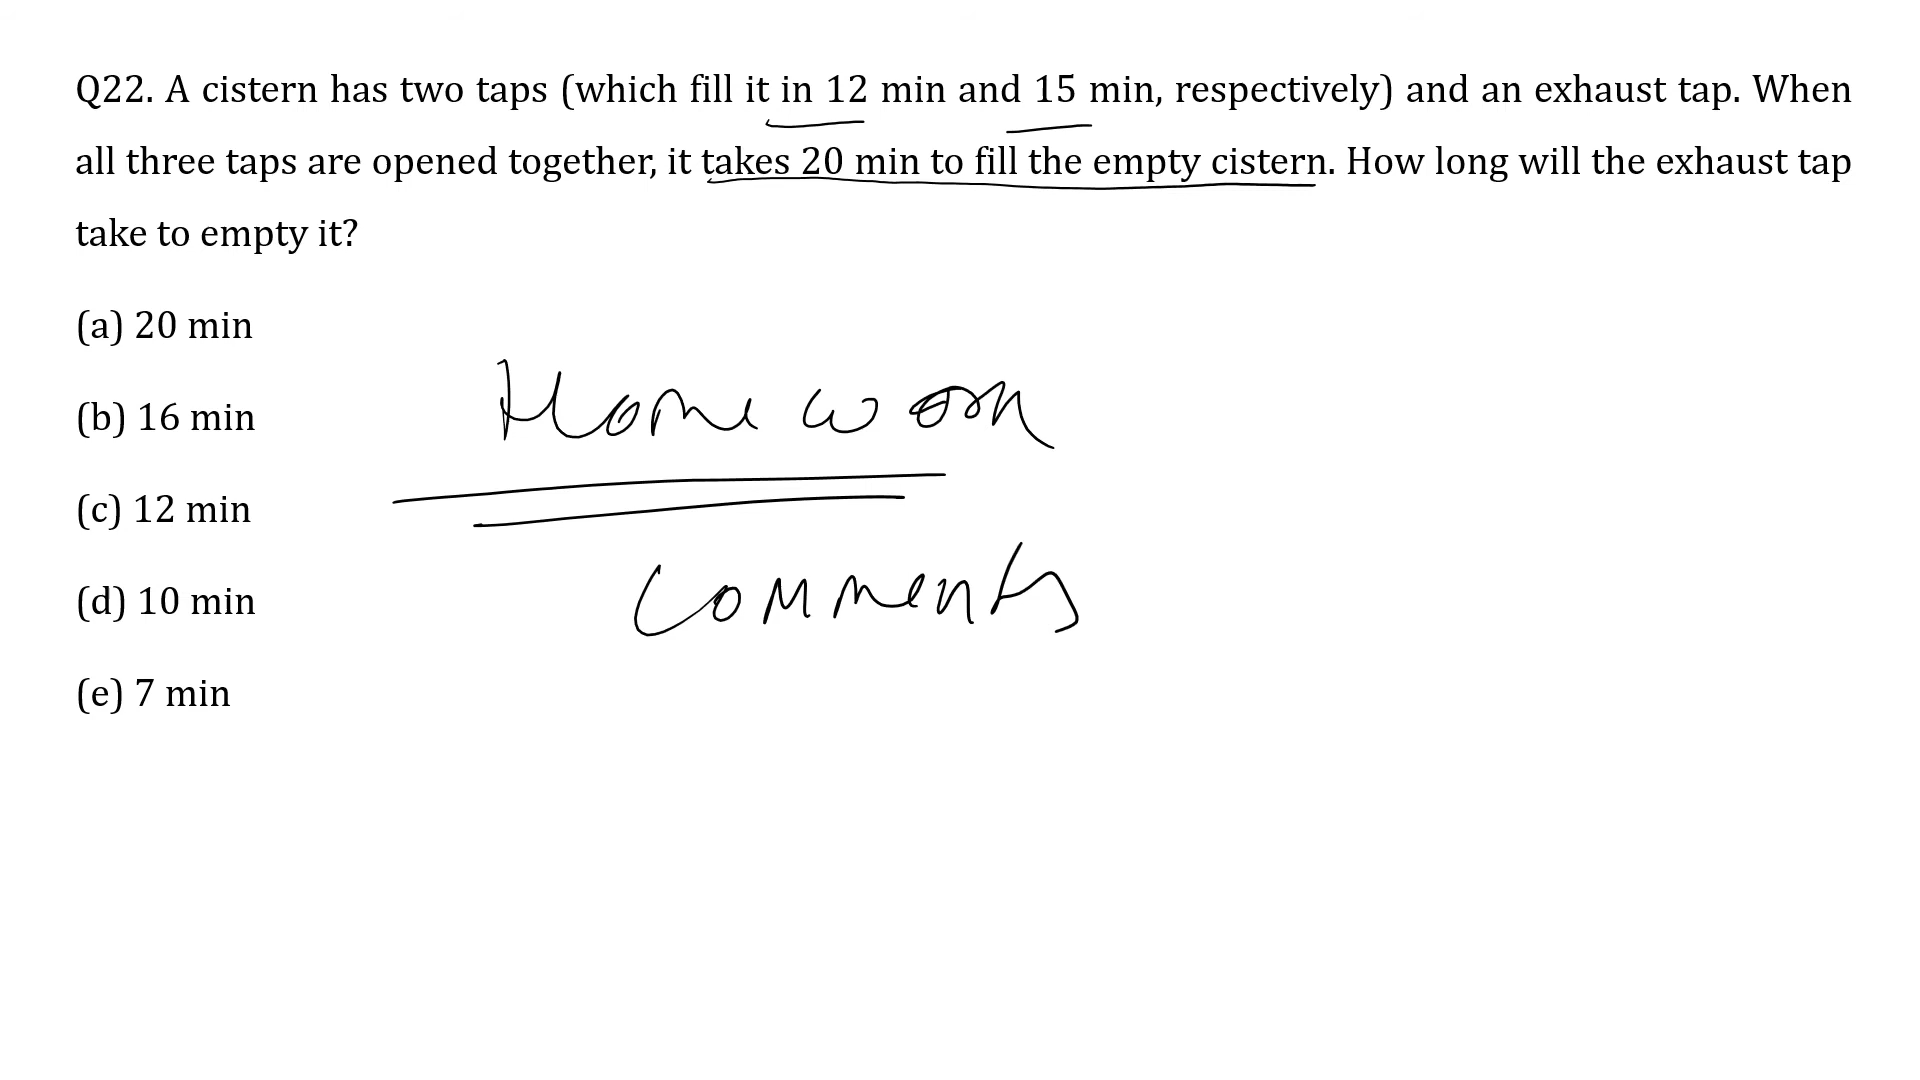 Q22. A cistern has two taps (which fill it in 12 min and 15 min, respectively) and an exhaust tap. When
all three taps are opened together, it takes 20 min to fill the empty cistern. How long will the exhaust tap
take to empty it?
(a) 20 min
(b) 16 min
(c) 12 min
(d) 10 min
(e) 7 min
Home work
Comments